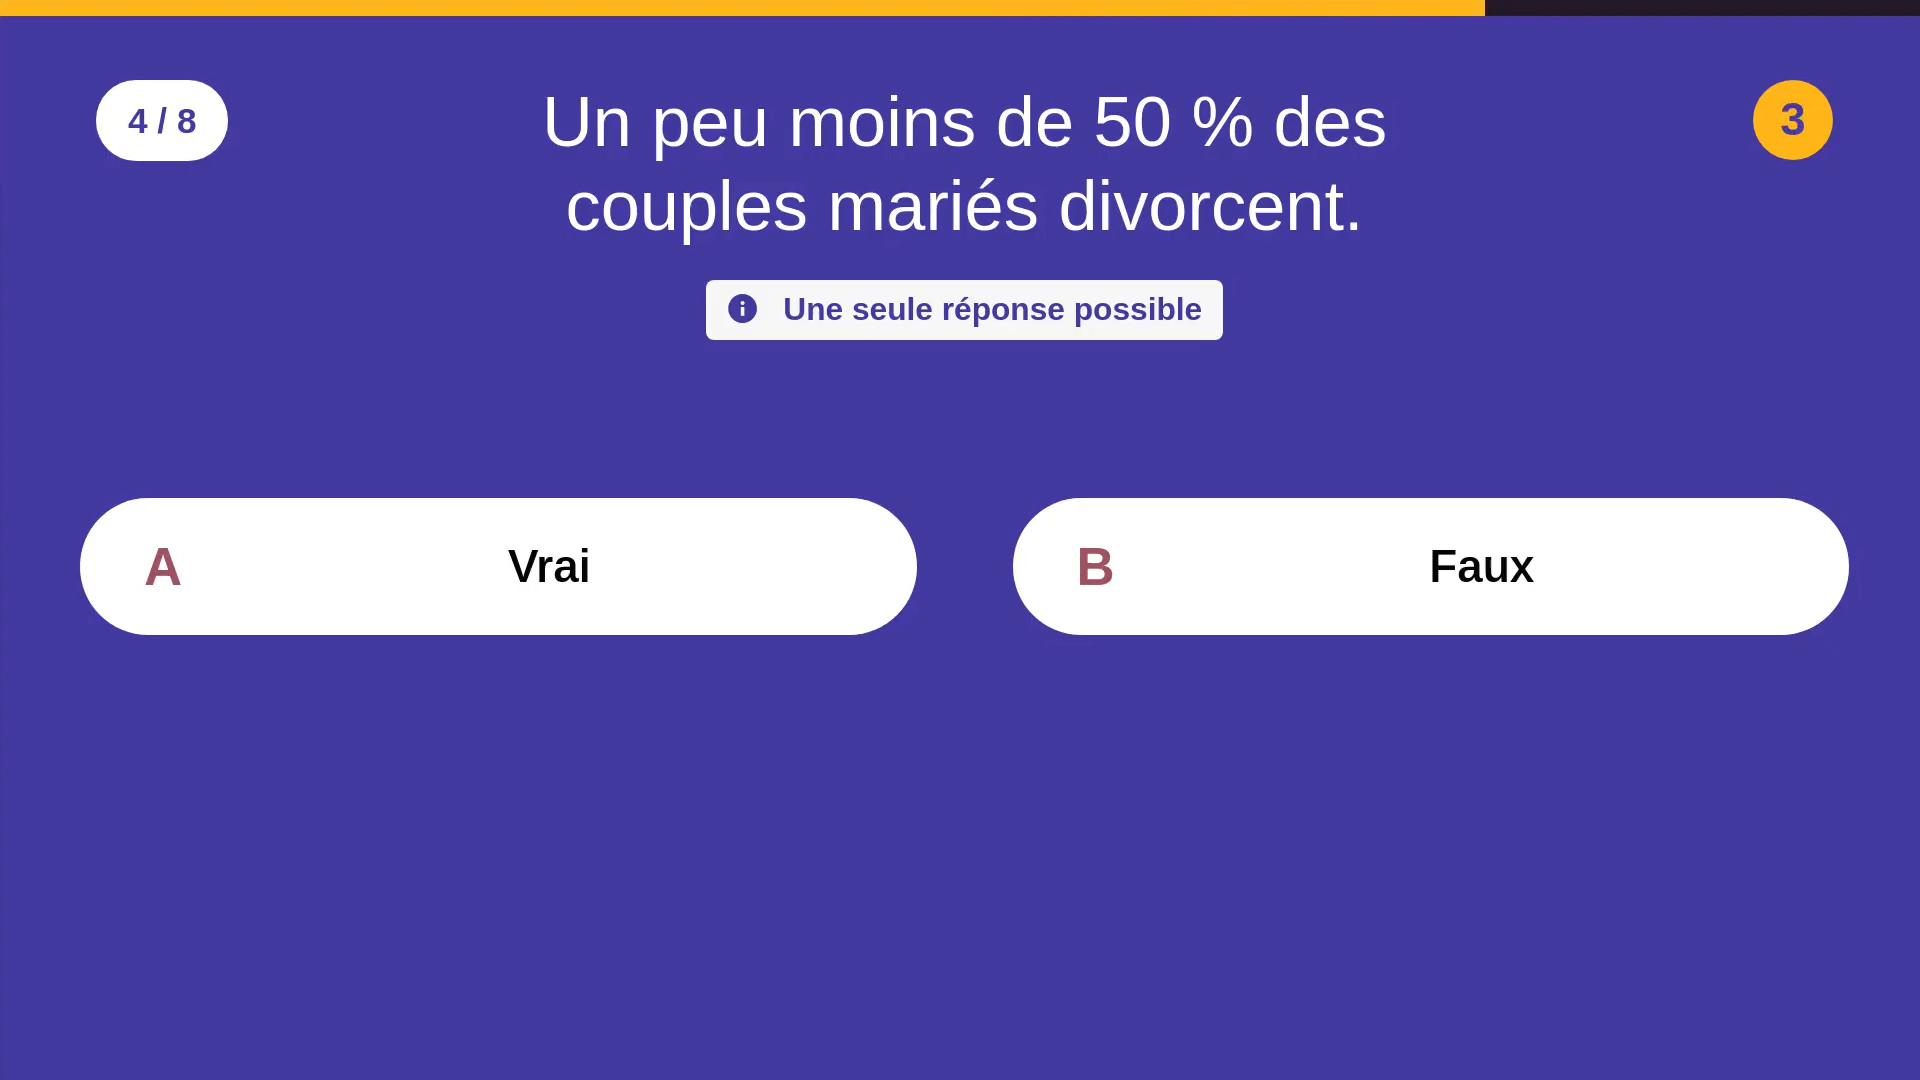 4 / 8
Un peu moins de 50 % des
couples mariés divorcent.
3
Une seule réponse possible
A Vrai
B Faux